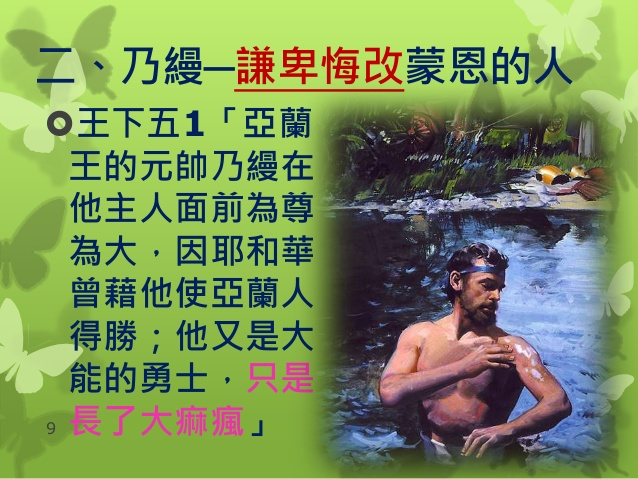 二、乃縵─謙卑悔改蒙恩的人
王下五1「亞蘭
王的元帥乃縵在
他主人面前為尊
為大，因耶和華
曾藉他使亞蘭人
得勝；他又是大
能的勇士，只是
長了大痲瘋」
9